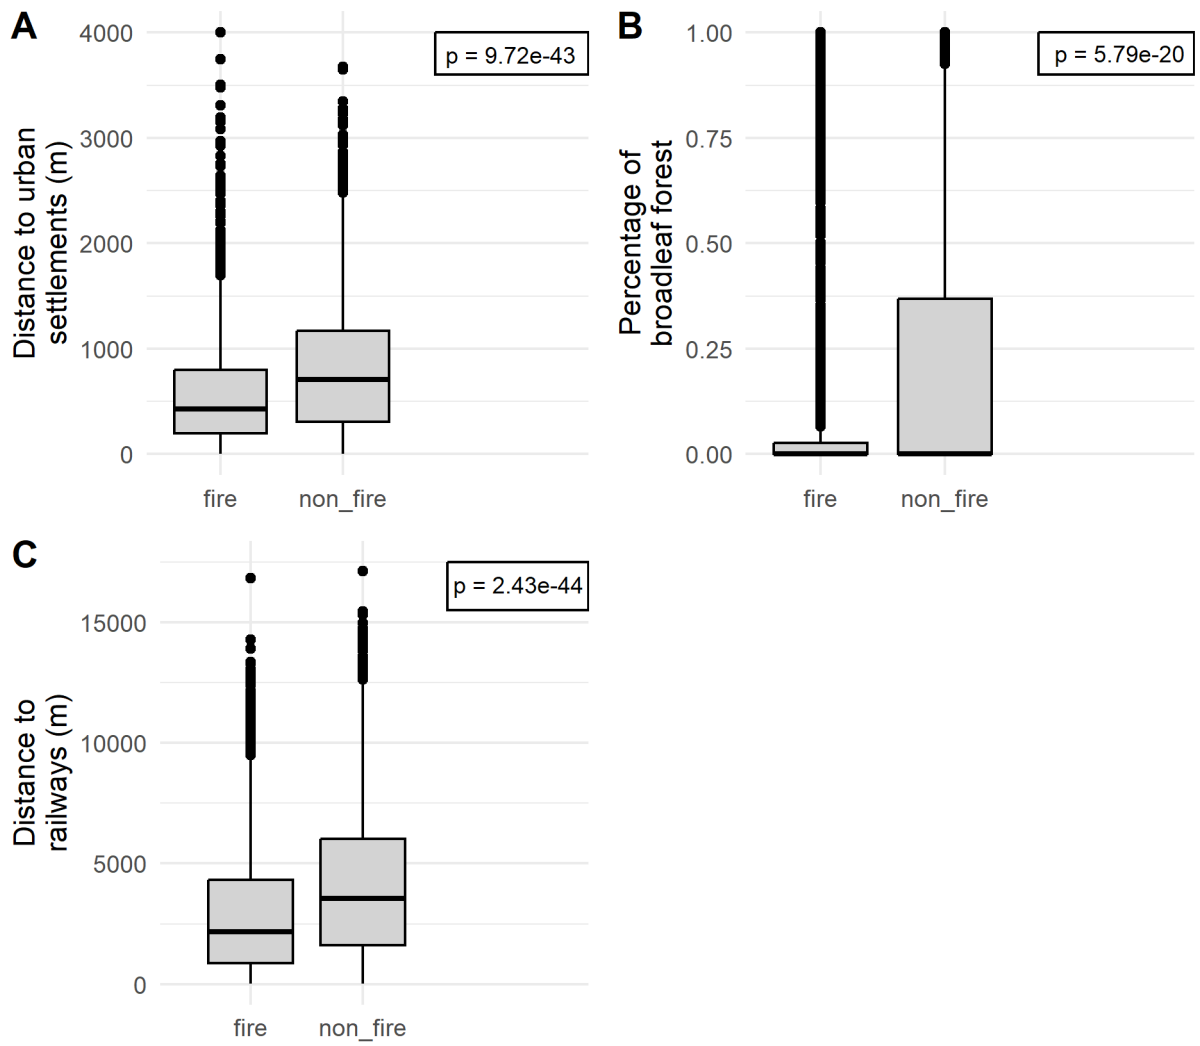 A
Distance to urban
settlements (m)
4000
3000
2000
1000
0
p = 9.72e-43
fire
non_fire
B
Percentage of
broadleaf forest
1.00
0.75
0.50
0.25
0.00
p = 5.79e-20
fire
non_fire
C
Distance to
railways (m)
15000
10000
5000
0
p = 2.43e-44
fire
non_fire